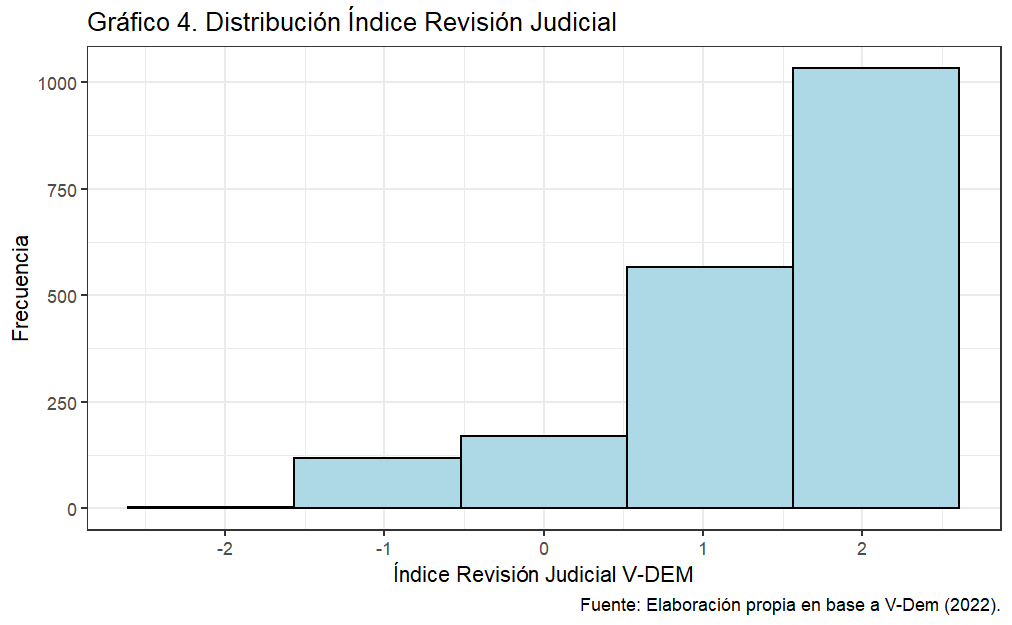 Gráfico 4. Distribución Índice Revisión Judicial
1000
750
500
250
0
Frecuencia
-2 -1 0 1 2
Índice Revisión Judicial V-DEM
Fuente: Elaboración propia en base a V-Dem (2022).